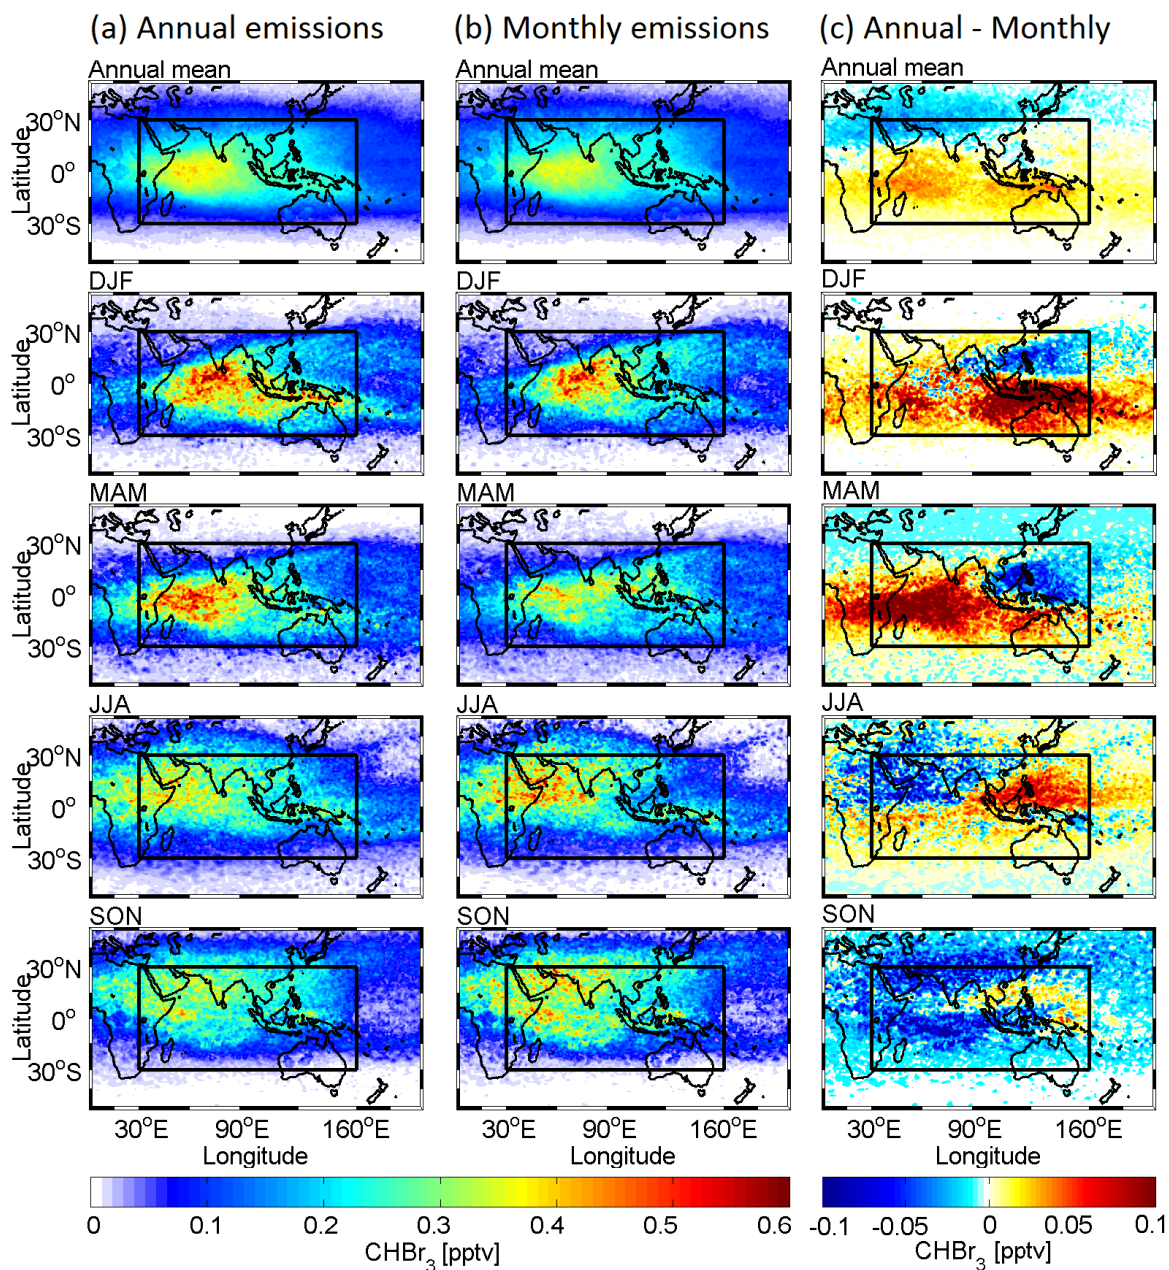 (a) Annual emissions (b) Monthly emissions (c) Annual - Monthly
Annual mean Annual mean Annual mean
30°N
0°
30°S
Latitude
DJF DJF DJF
30°N
0°
30°S
Latitude
MAM MAM MAM
30°N
0°
30°S
Latitude
JJA JJA JJA
30°N
0°
30°S
Latitude
SON SON SON
30°N
0°
30°S
Latitude
30°E 90°E 160°E 30°E 90°E 160°E 30°E 90°E 160°E
Longitude Longitude Longitude
0 0.1 0.2 0.3 0.4 0.5 0.6 -0.1 -0.05 0 0.05 0.1
CHBr₃ [pptv] CHBr₃ [pptv]